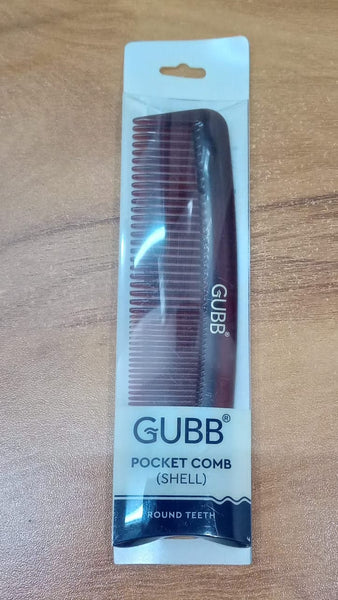 GUBB®
GUBB®
POCKET COMB
(SHELL)
ROUND TEETH